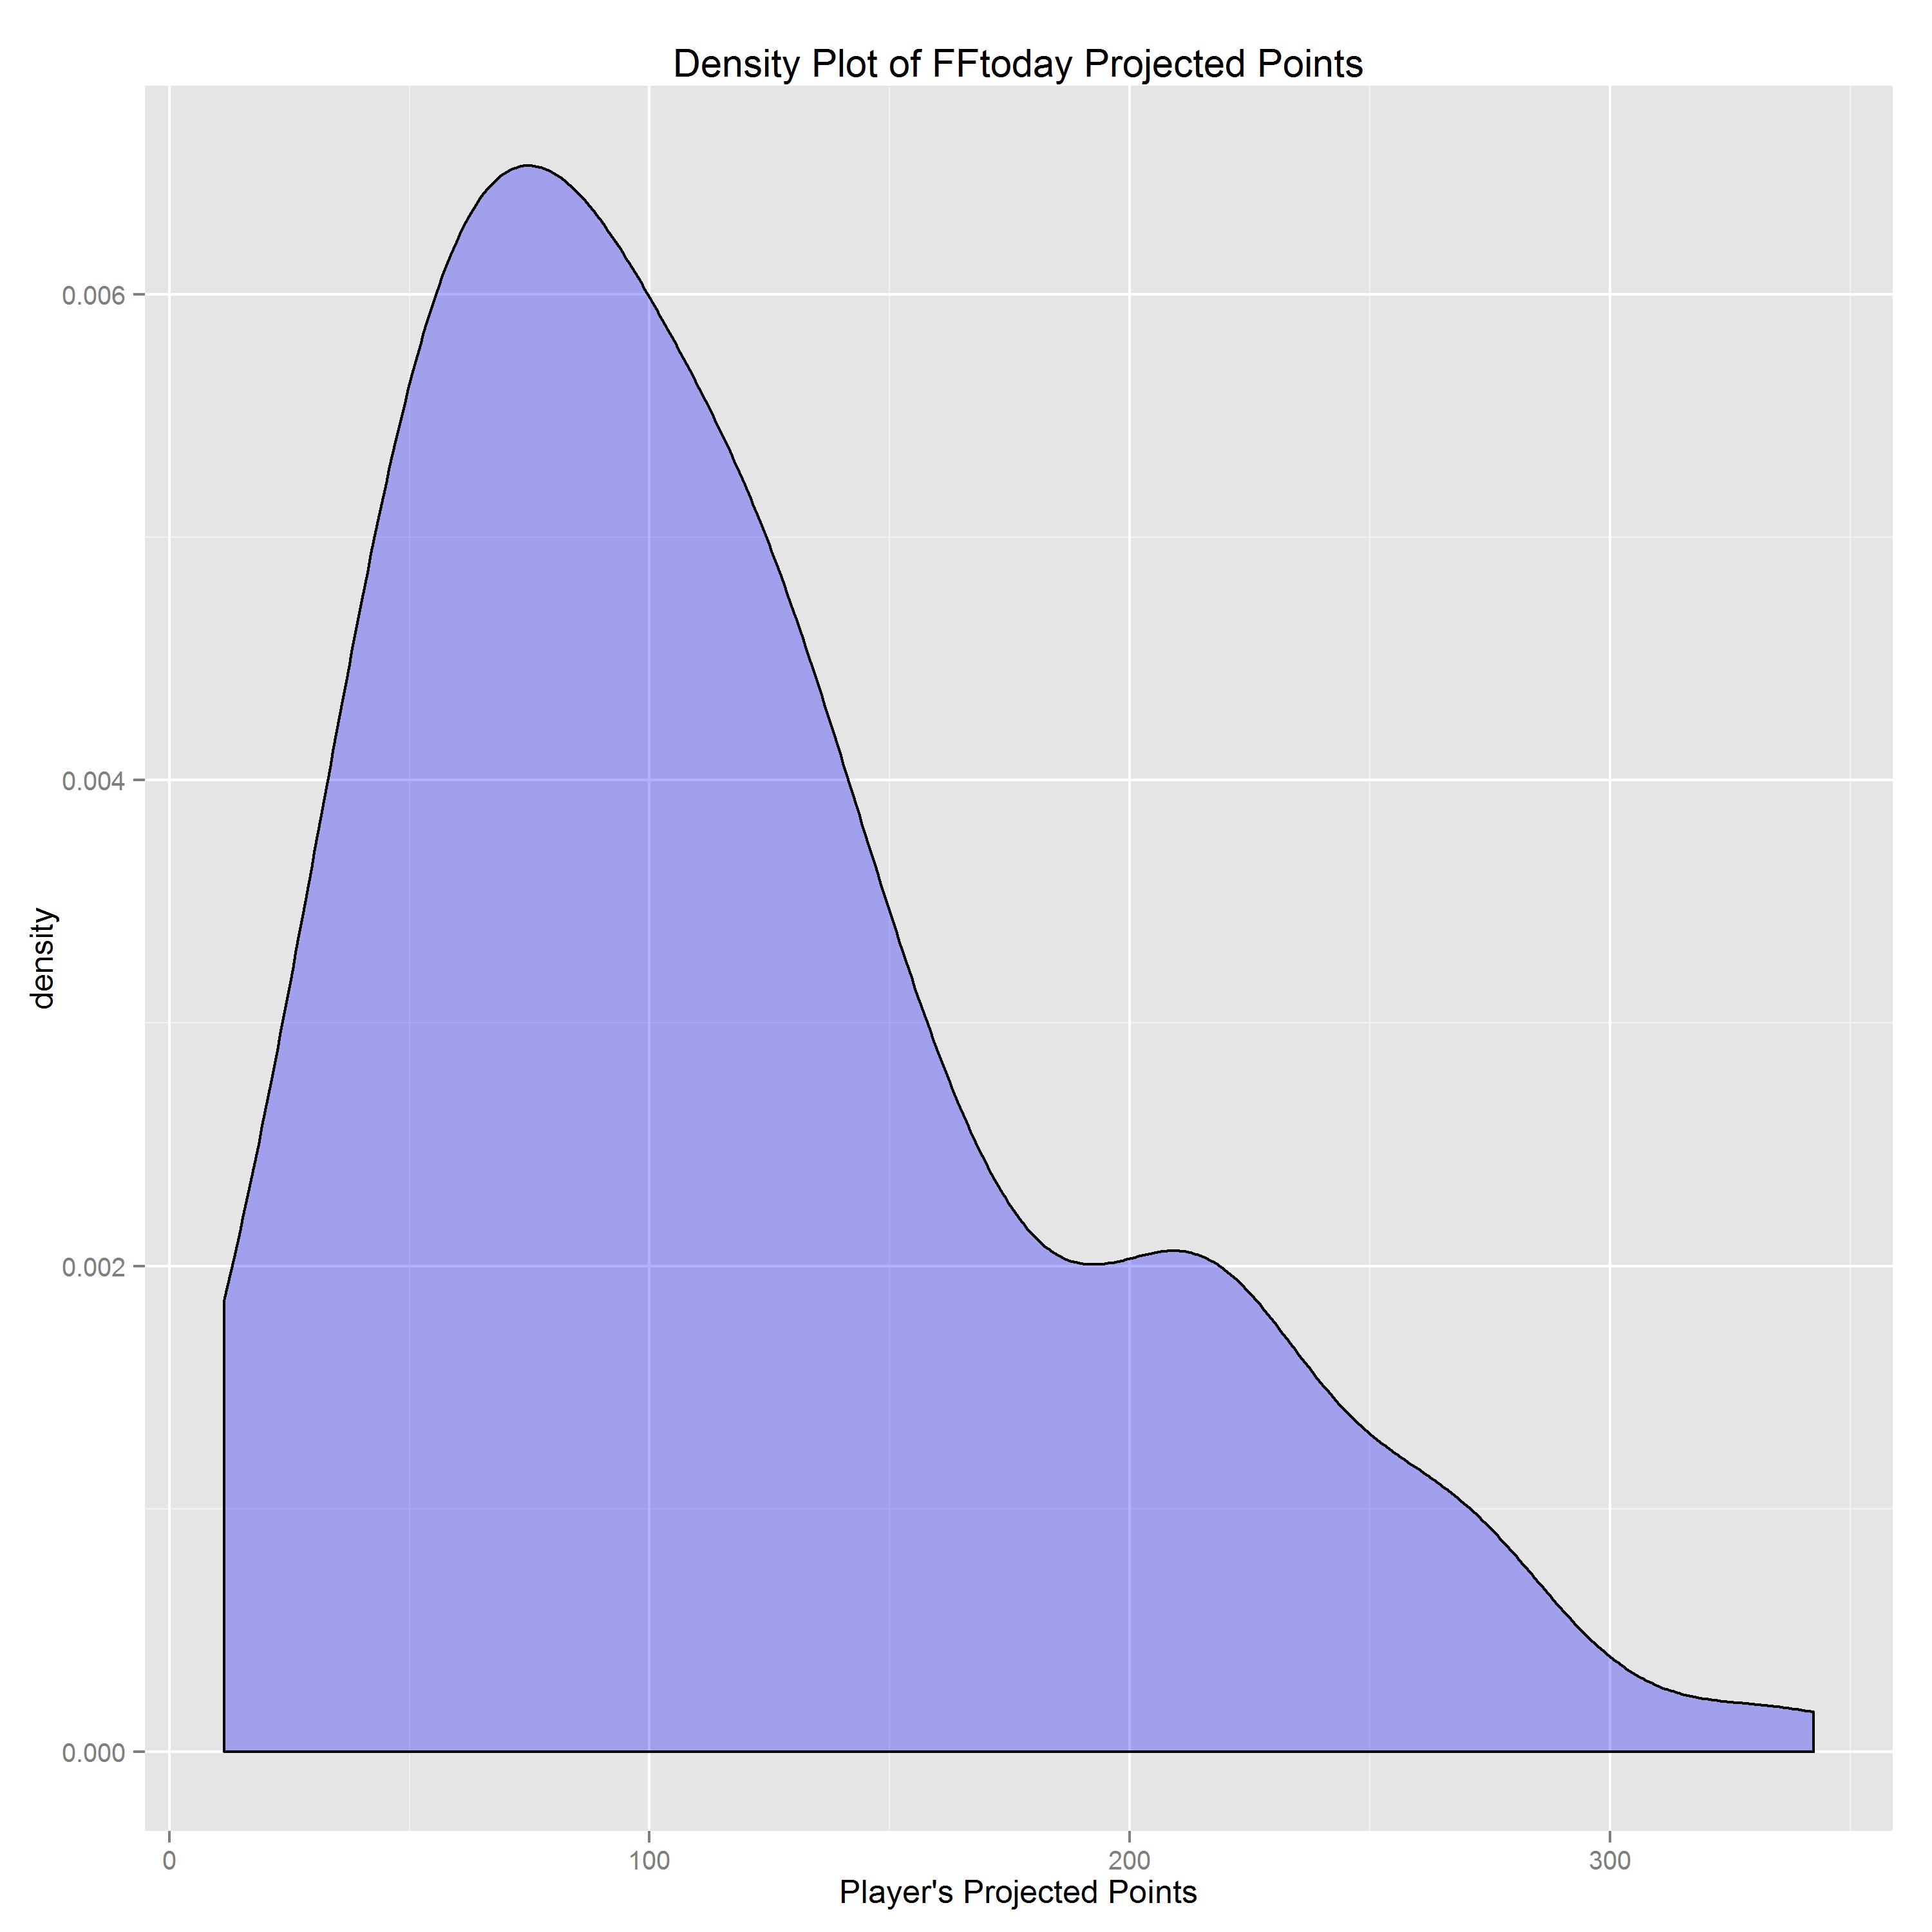 Density Plot of FFtoday Projected Points
density
0.006
0.004
0.002
0.000
0 100 200 300
Player's Projected Points